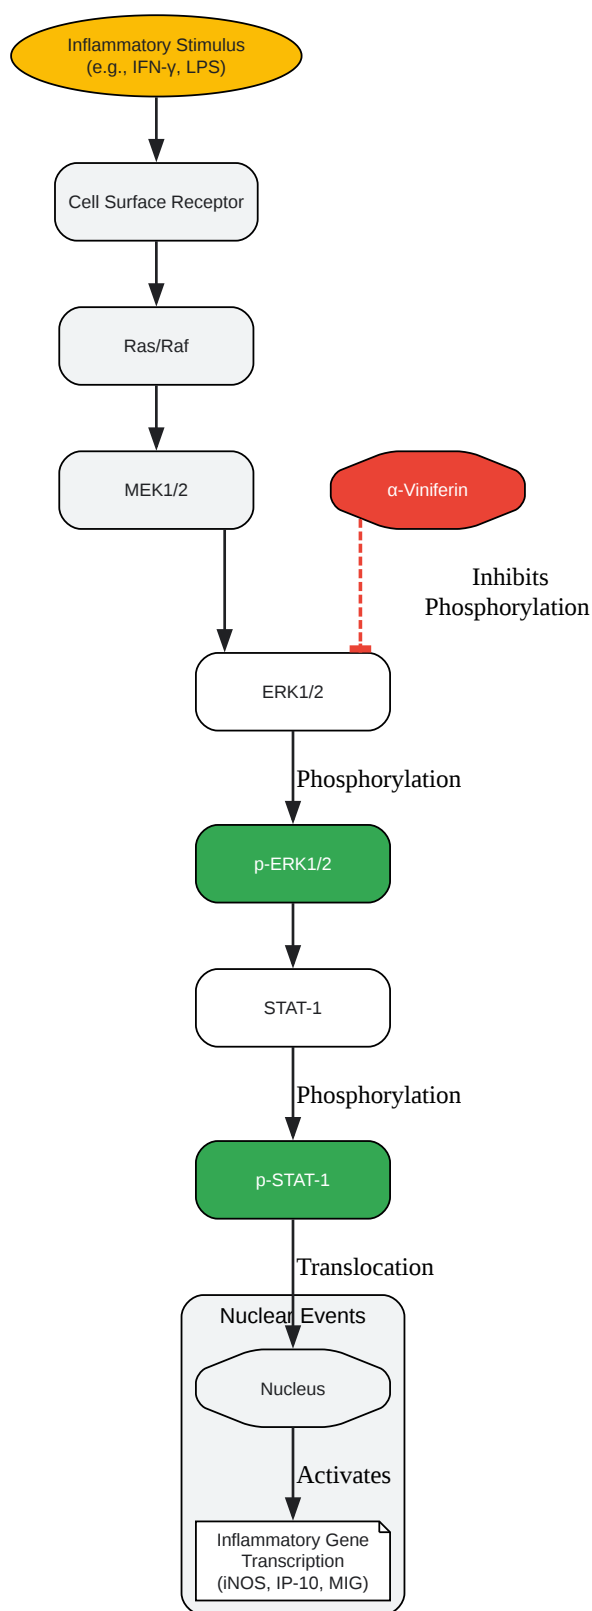 Inflammatory Stimulus
(e.g., IFN-γ, LPS)
Cell Surface Receptor
Ras/Raf
MEK1/2
α-Viniferin
Inhibits
Phosphorylation
ERK1/2
Phosphorylation
p-ERK1/2
STAT-1
Phosphorylation
p-STAT-1
Translocation
Nuclear Events
Nucleus
Activates
Inflammatory Gene
Transcription
(iNOS, IP-10, MIG)